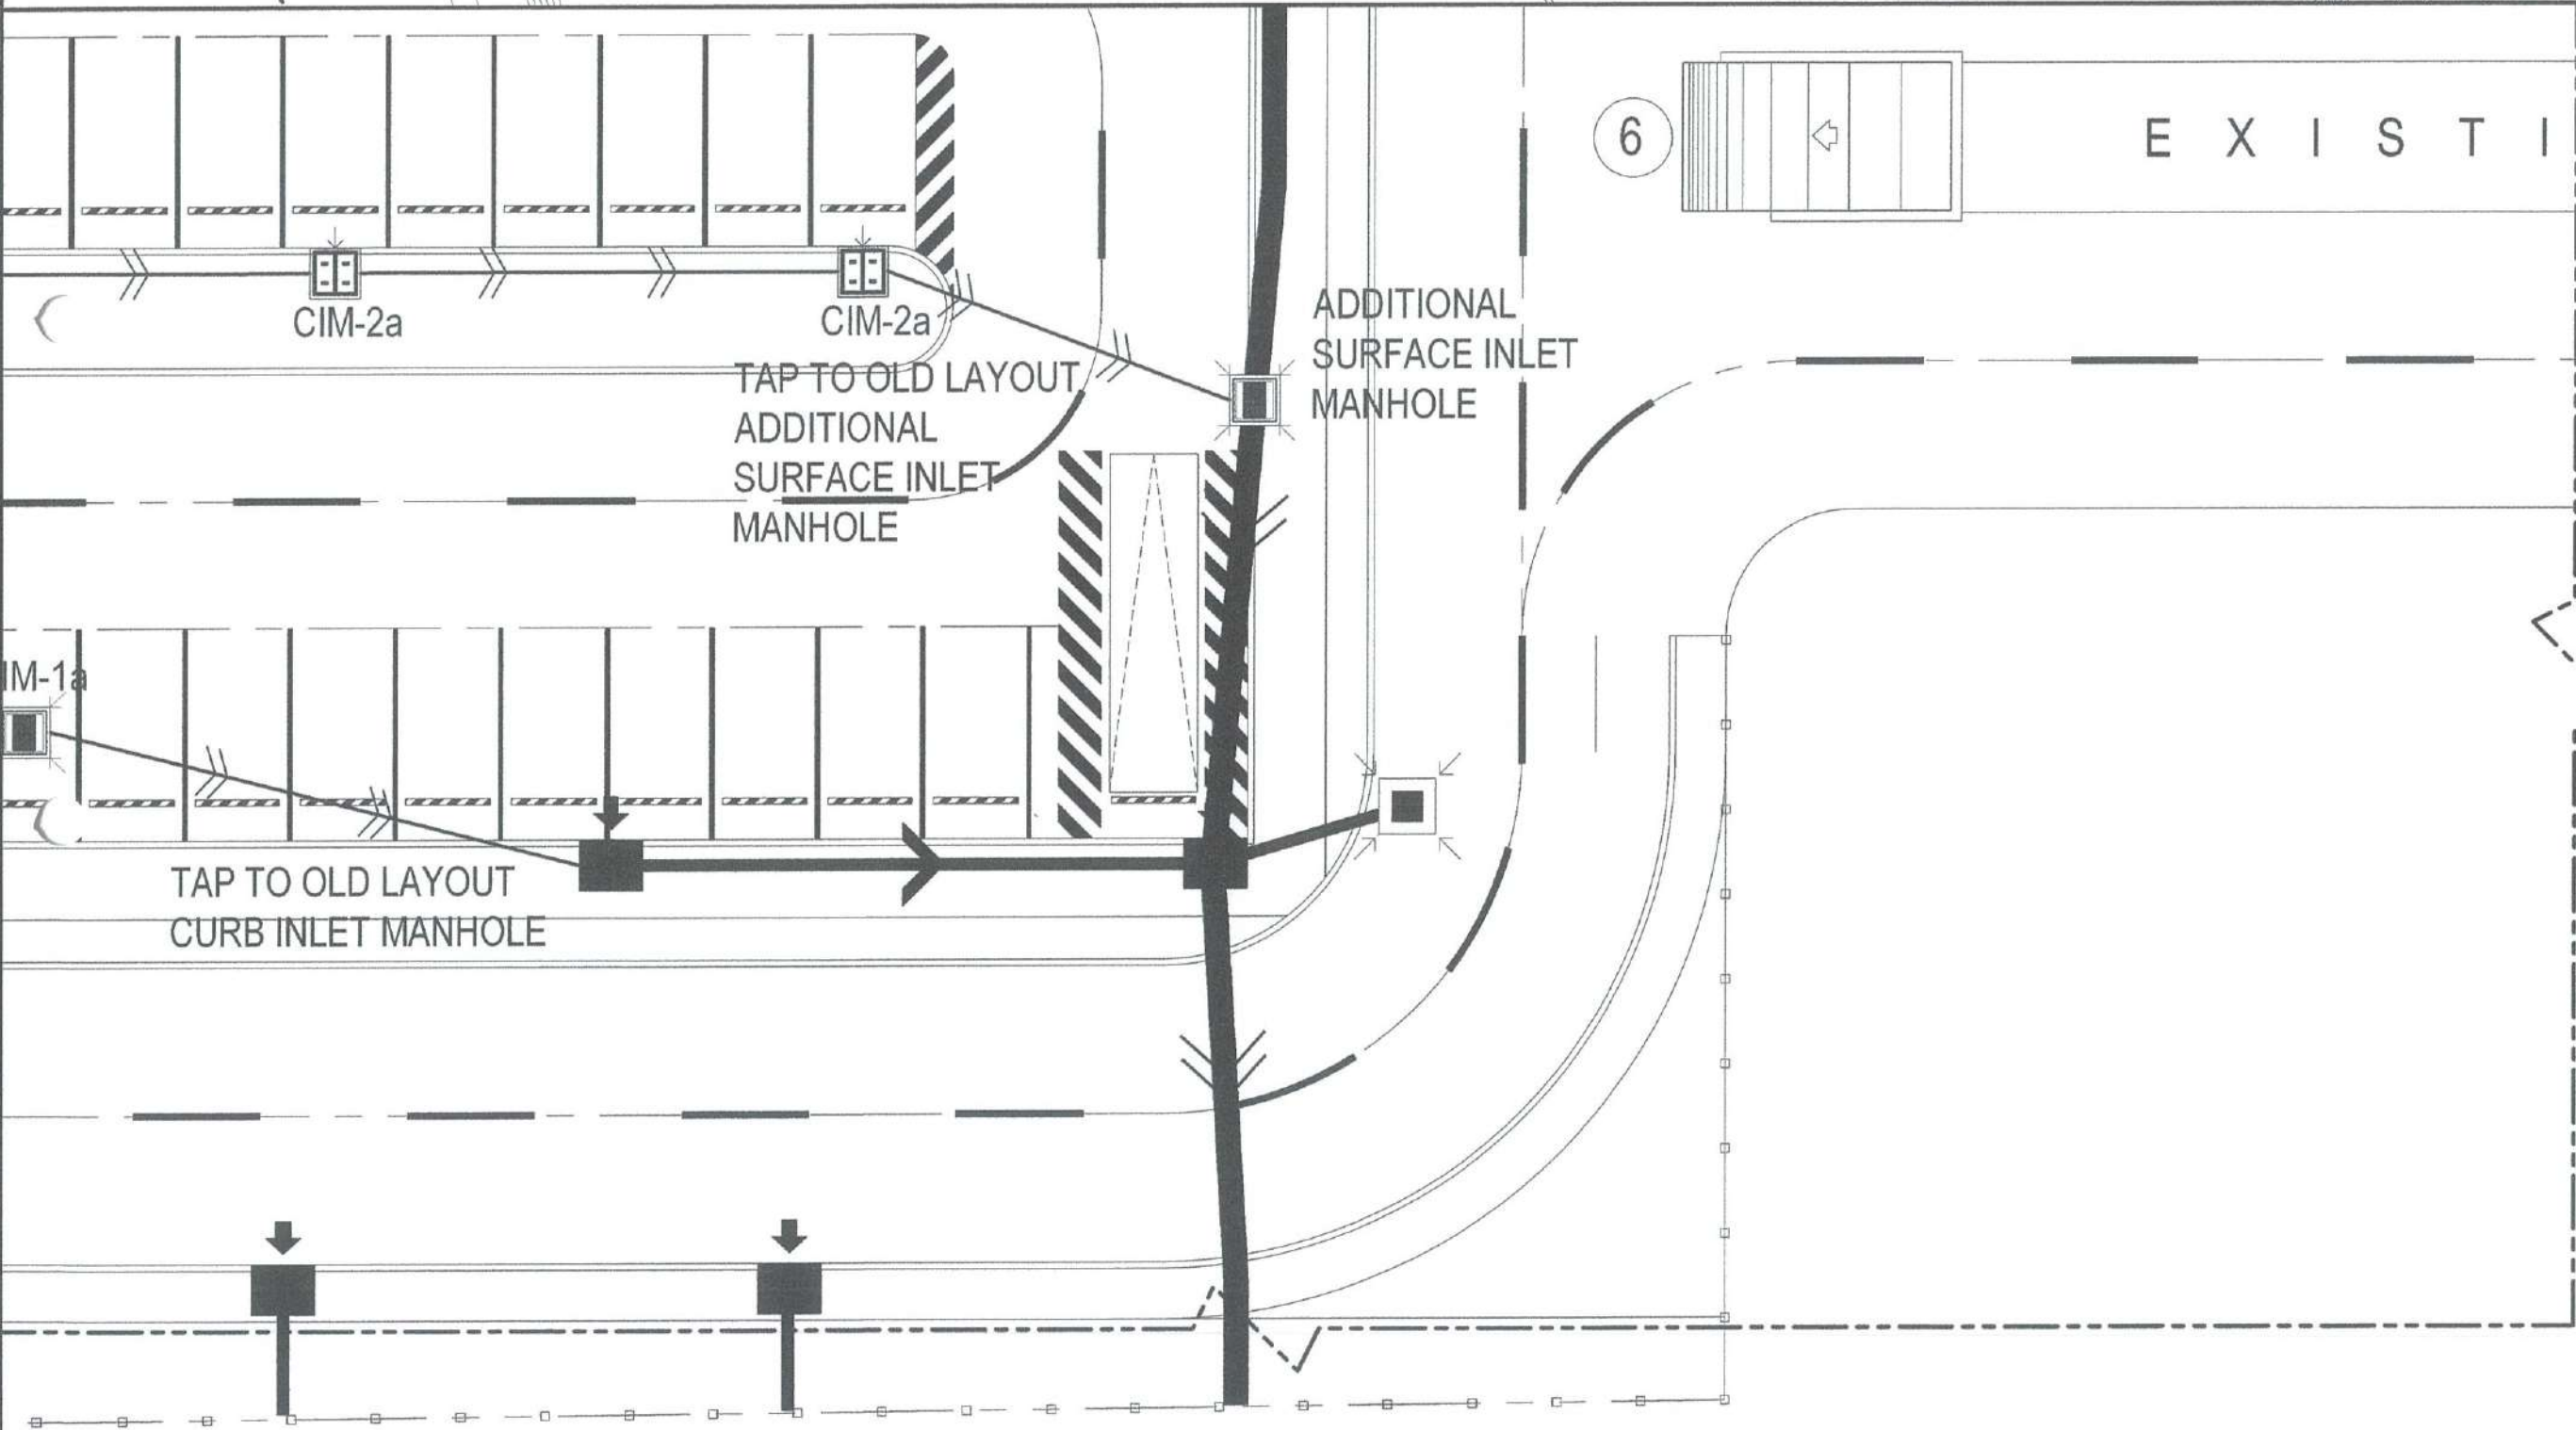 6
E X I S T I
CIM-2a
CIM-2a
ADDITIONAL
SURFACE INLET
MANHOLE
TAP TO OLD LAYOUT
ADDITIONAL
SURFACE INLET
MANHOLE
IM-1a
TAP TO OLD LAYOUT
CURB INLET MANHOLE